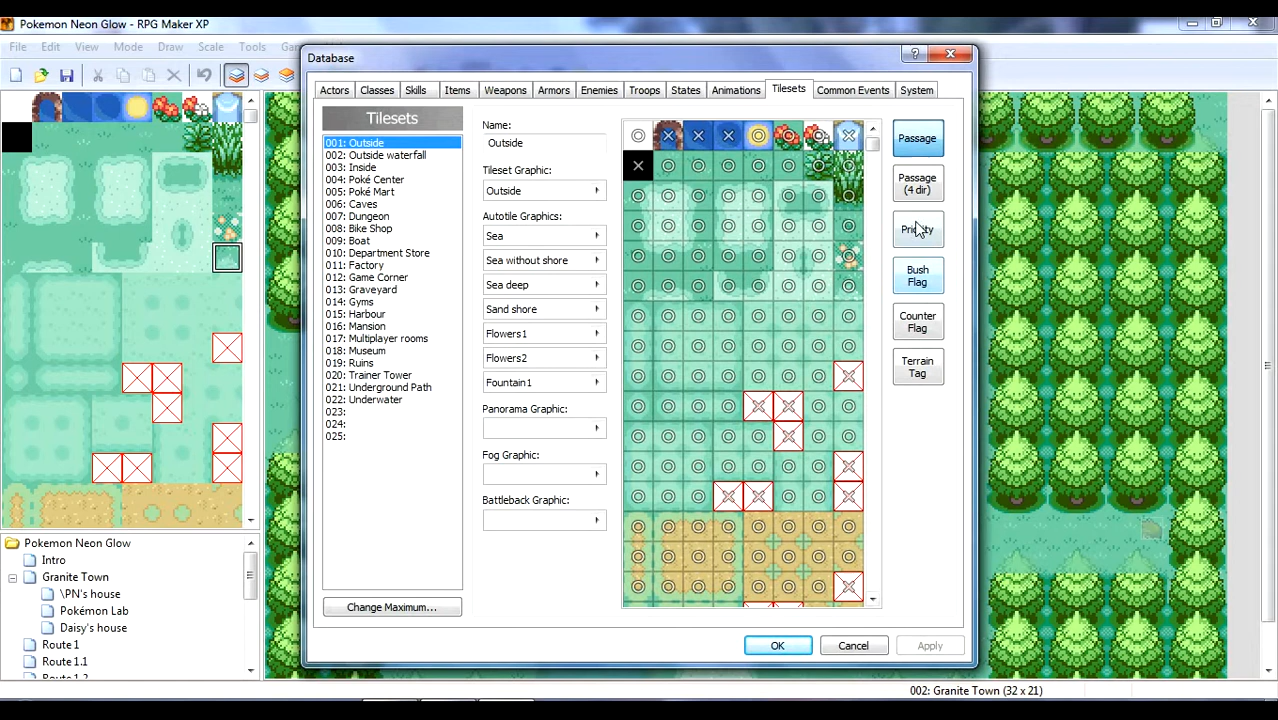 Pokemon Neon Glow - RPG Maker XP
File Edit View Mode Draw Scale Tools
Database
Actors Classes Skills Items Weapons Armors Enemies Troops States Animations Tilesets Common Events System
Tilesets
001: Outside
002: Outside waterfall
003: Inside
004: Poké Center
005: Poké Mart
006: Caves
007: Dungeon
008: Bike Shop
009: Boat
010: Department Store
011: Factory
012: Game Corner
013: Graveyard
014: Gyms
015: Harbour
016: Mansion
017: Multiplayer rooms
018: Museum
019: Ruins
020: Trainer Tower
021: Underground Path
022: Underwater
023:
024:
025:
Change Maximum...
Name:
Outside
Tileset Graphic:
Outside
Autotile Graphics:
Sea
Sea without shore
Sea deep
Sand shore
Flowers1
Flowers2
Fountain1
Panorama Graphic:
Fog Graphic:
Battleback Graphic:
Passage
Passage
(4 dir)
Priority
Bush
Flag
Counter
Flag
Terrain
Tag
OK Cancel Apply
Pokemon Neon Glow
Intro
Granite Town
\PN's house
Pokémon Lab
Daisy's house
Route 1
Route 1.1
Route 1.2
002: Granite Town (32 x 21)